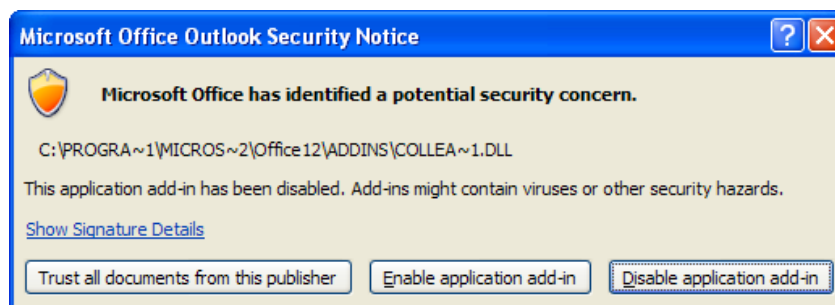 Microsoft Office Outlook Security Notice
Microsoft Office has identified a potential security concern.
C:\PROGRA~1\MICROS~2\Office12\ADDINS\COLLEA~1.DLL
This application add-in has been disabled. Add-ins might contain viruses or other security hazards.
Show Signature Details
Trust all documents from this publisher Enable application add-in Disable application add-in